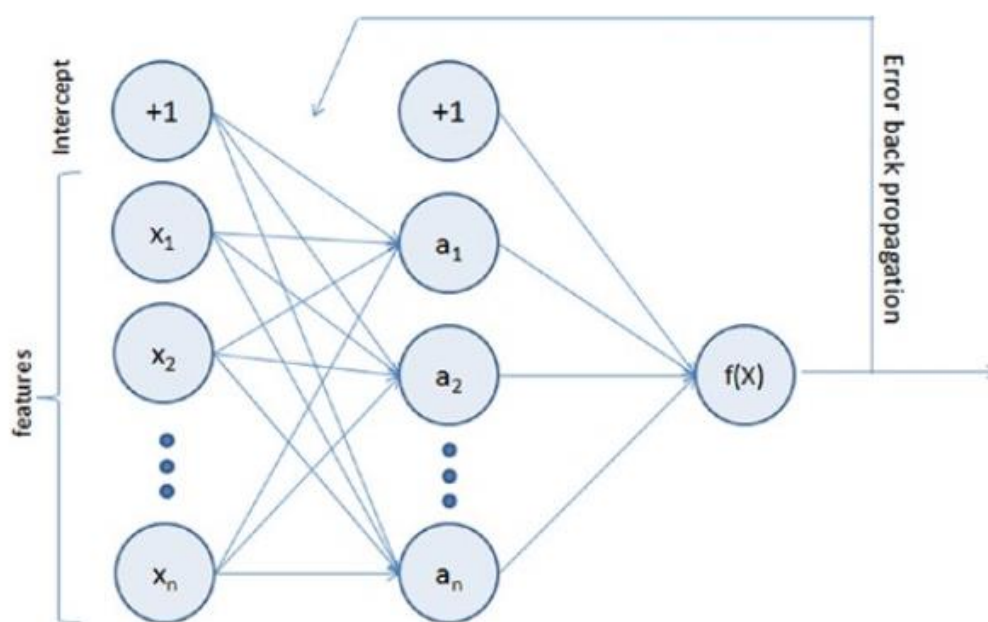 Intercept
features
+1
x₁
x₂
xₙ
+1
a₁
a₂
aₙ
f(X)
Error back propagation